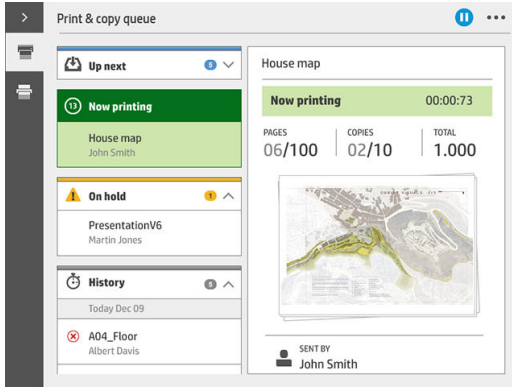 Print & copy queue
Up next
5
13
Now printing
House map
John Smith
On hold
1
PresentationV6
Martin Jones
History
5
Today Dec 09
A04_Floor
Albert Davis
House map
Now printing
00:00:73
PAGES
06/100
COPIES
02/10
TOTAL
1.000
SENT BY
John Smith